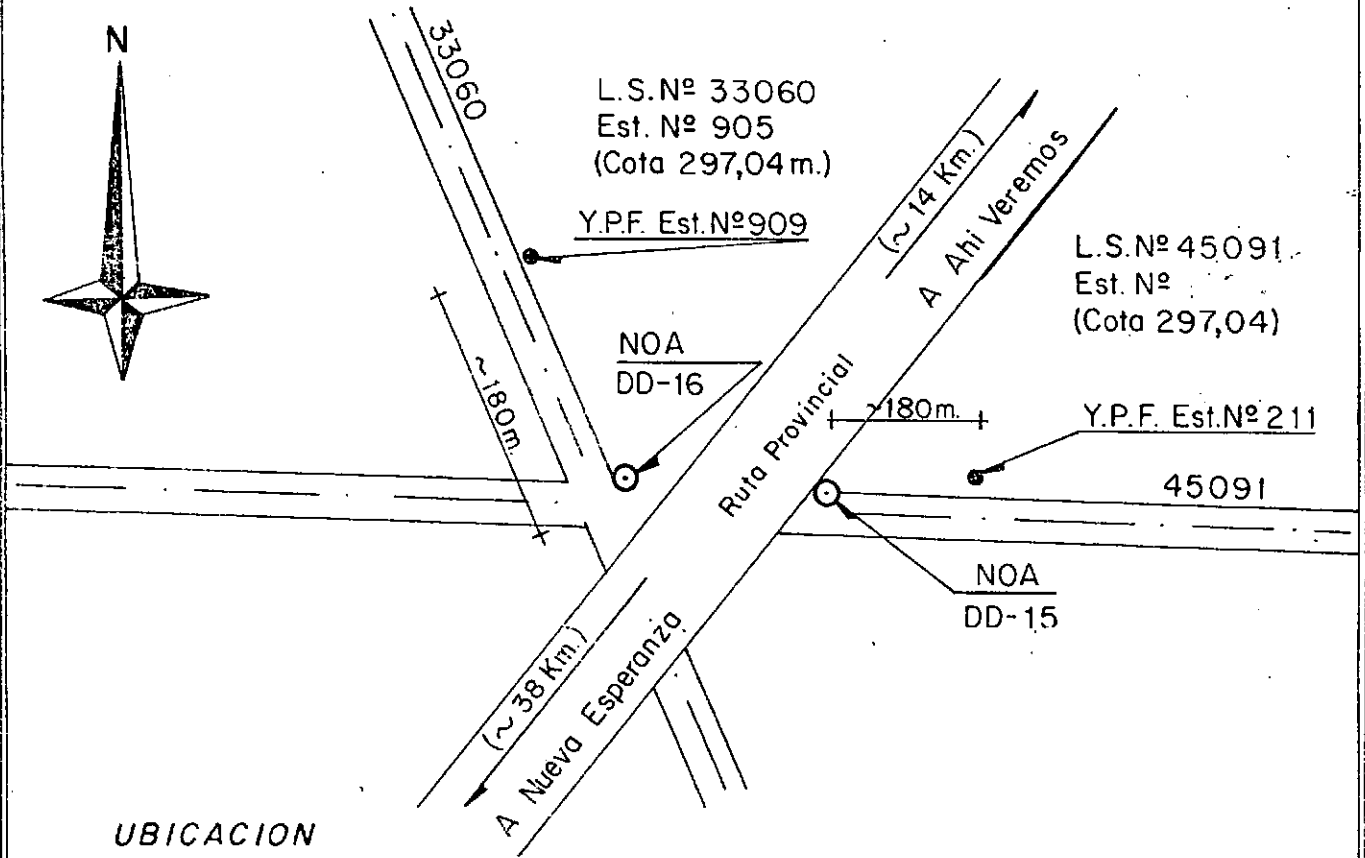 N
33060
L.S.Nº 33060
Est. Nº 905
(Cota 297,04m.)
Y.P.F. Est.Nº909
(~ 14 Km.)
A Ahi Veremos
L.S.Nº 45091
Est. Nº
(Cota 297,04)
~180m.
NOA
DD-16
Ruta Provincial
~180m.
Y.P.F. Est.Nº 211
45091
NOA
DD-15
(~ 38 Km.)
A Nueva Esperanza
UBICACION